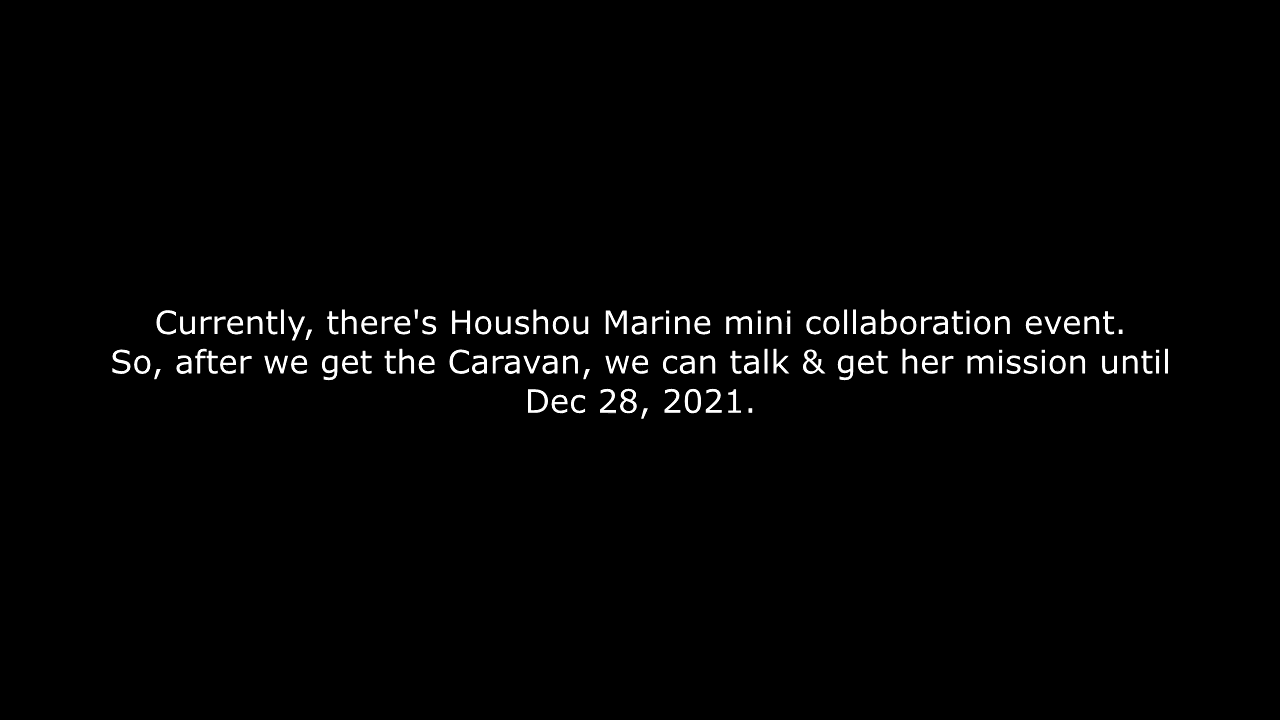 Currently, there's Houshou Marine mini collaboration event.
So, after we get the Caravan, we can talk & get her mission until
Dec 28, 2021.